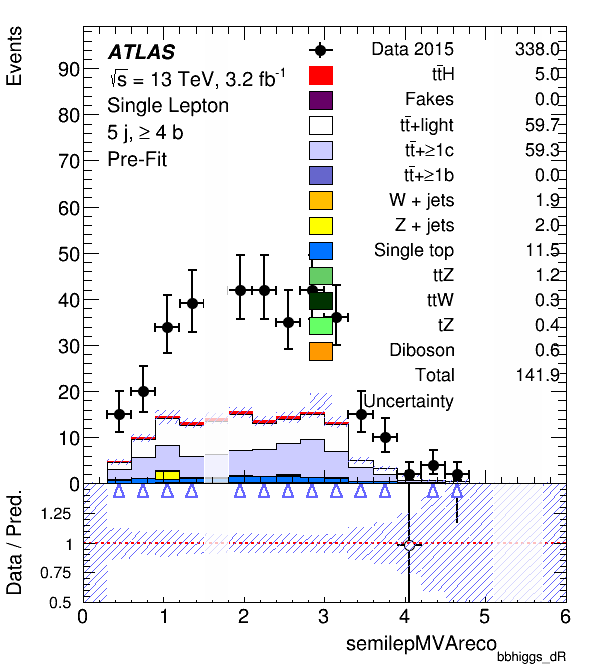 Events
ATLAS
√s = 13 TeV, 3.2 fb⁻¹
Single Lepton
5 j, ≥ 4 b
Pre-Fit
Data 2015 338.0
tt̄H 5.0
Fakes 0.0
tt̄+light 59.7
tt̄+≥1c 59.3
tt̄+≥1b 0.0
W + jets 1.9
Z + jets 2.0
Single top 11.5
ttZ 1.2
ttW 0.3
tZ 0.4
Diboson 0.6
Total 141.9
Uncertainty
90
80
70
60
50
40
30
20
10
0
Data / Pred.
1.25
1
0.75
0.5
0 1 2 3 4 5 6
semilepMVAreco
bbhiggs_dR